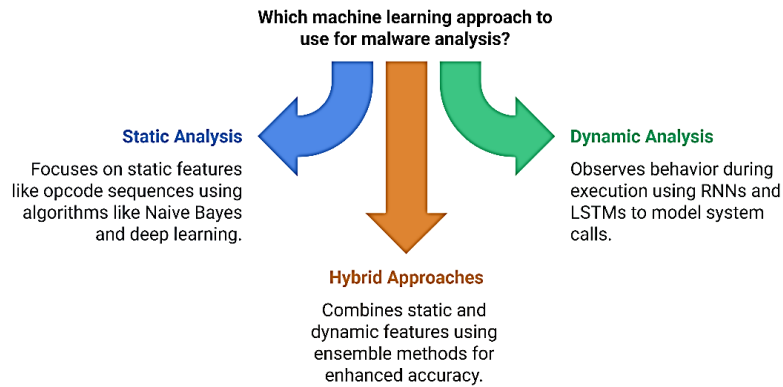 Which machine learning approach to
use for malware analysis?
Static Analysis
Focuses on static features
like opcode sequences using
algorithms like Naive Bayes
and deep learning.
Dynamic Analysis
Observes behavior during
execution using RNNs and
LSTMs to model system
calls.
Hybrid Approaches
Combines static and
dynamic features using
ensemble methods for
enhanced accuracy.